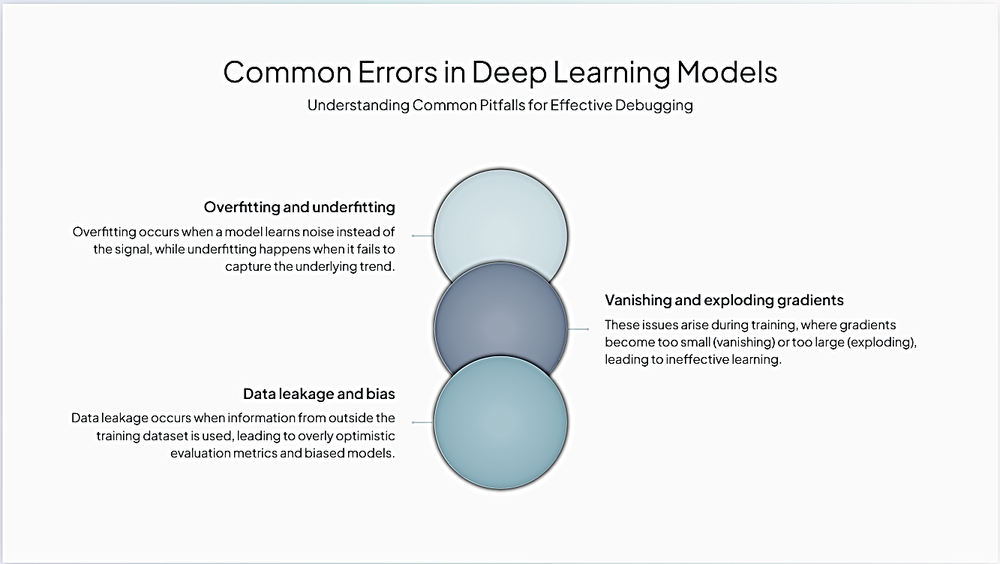 Common Errors in Deep Learning Models
Understanding Common Pitfalls for Effective Debugging
Overfitting and underfitting
Overfitting occurs when a model learns noise instead of
the signal, while underfitting happens when it fails to
capture the underlying trend.
Vanishing and exploding gradients
These issues arise during training, where gradients
become too small (vanishing) or too large (exploding),
leading to ineffective learning.
Data leakage and bias
Data leakage occurs when information from outside the
training dataset is used, leading to overly optimistic
evaluation metrics and biased models.